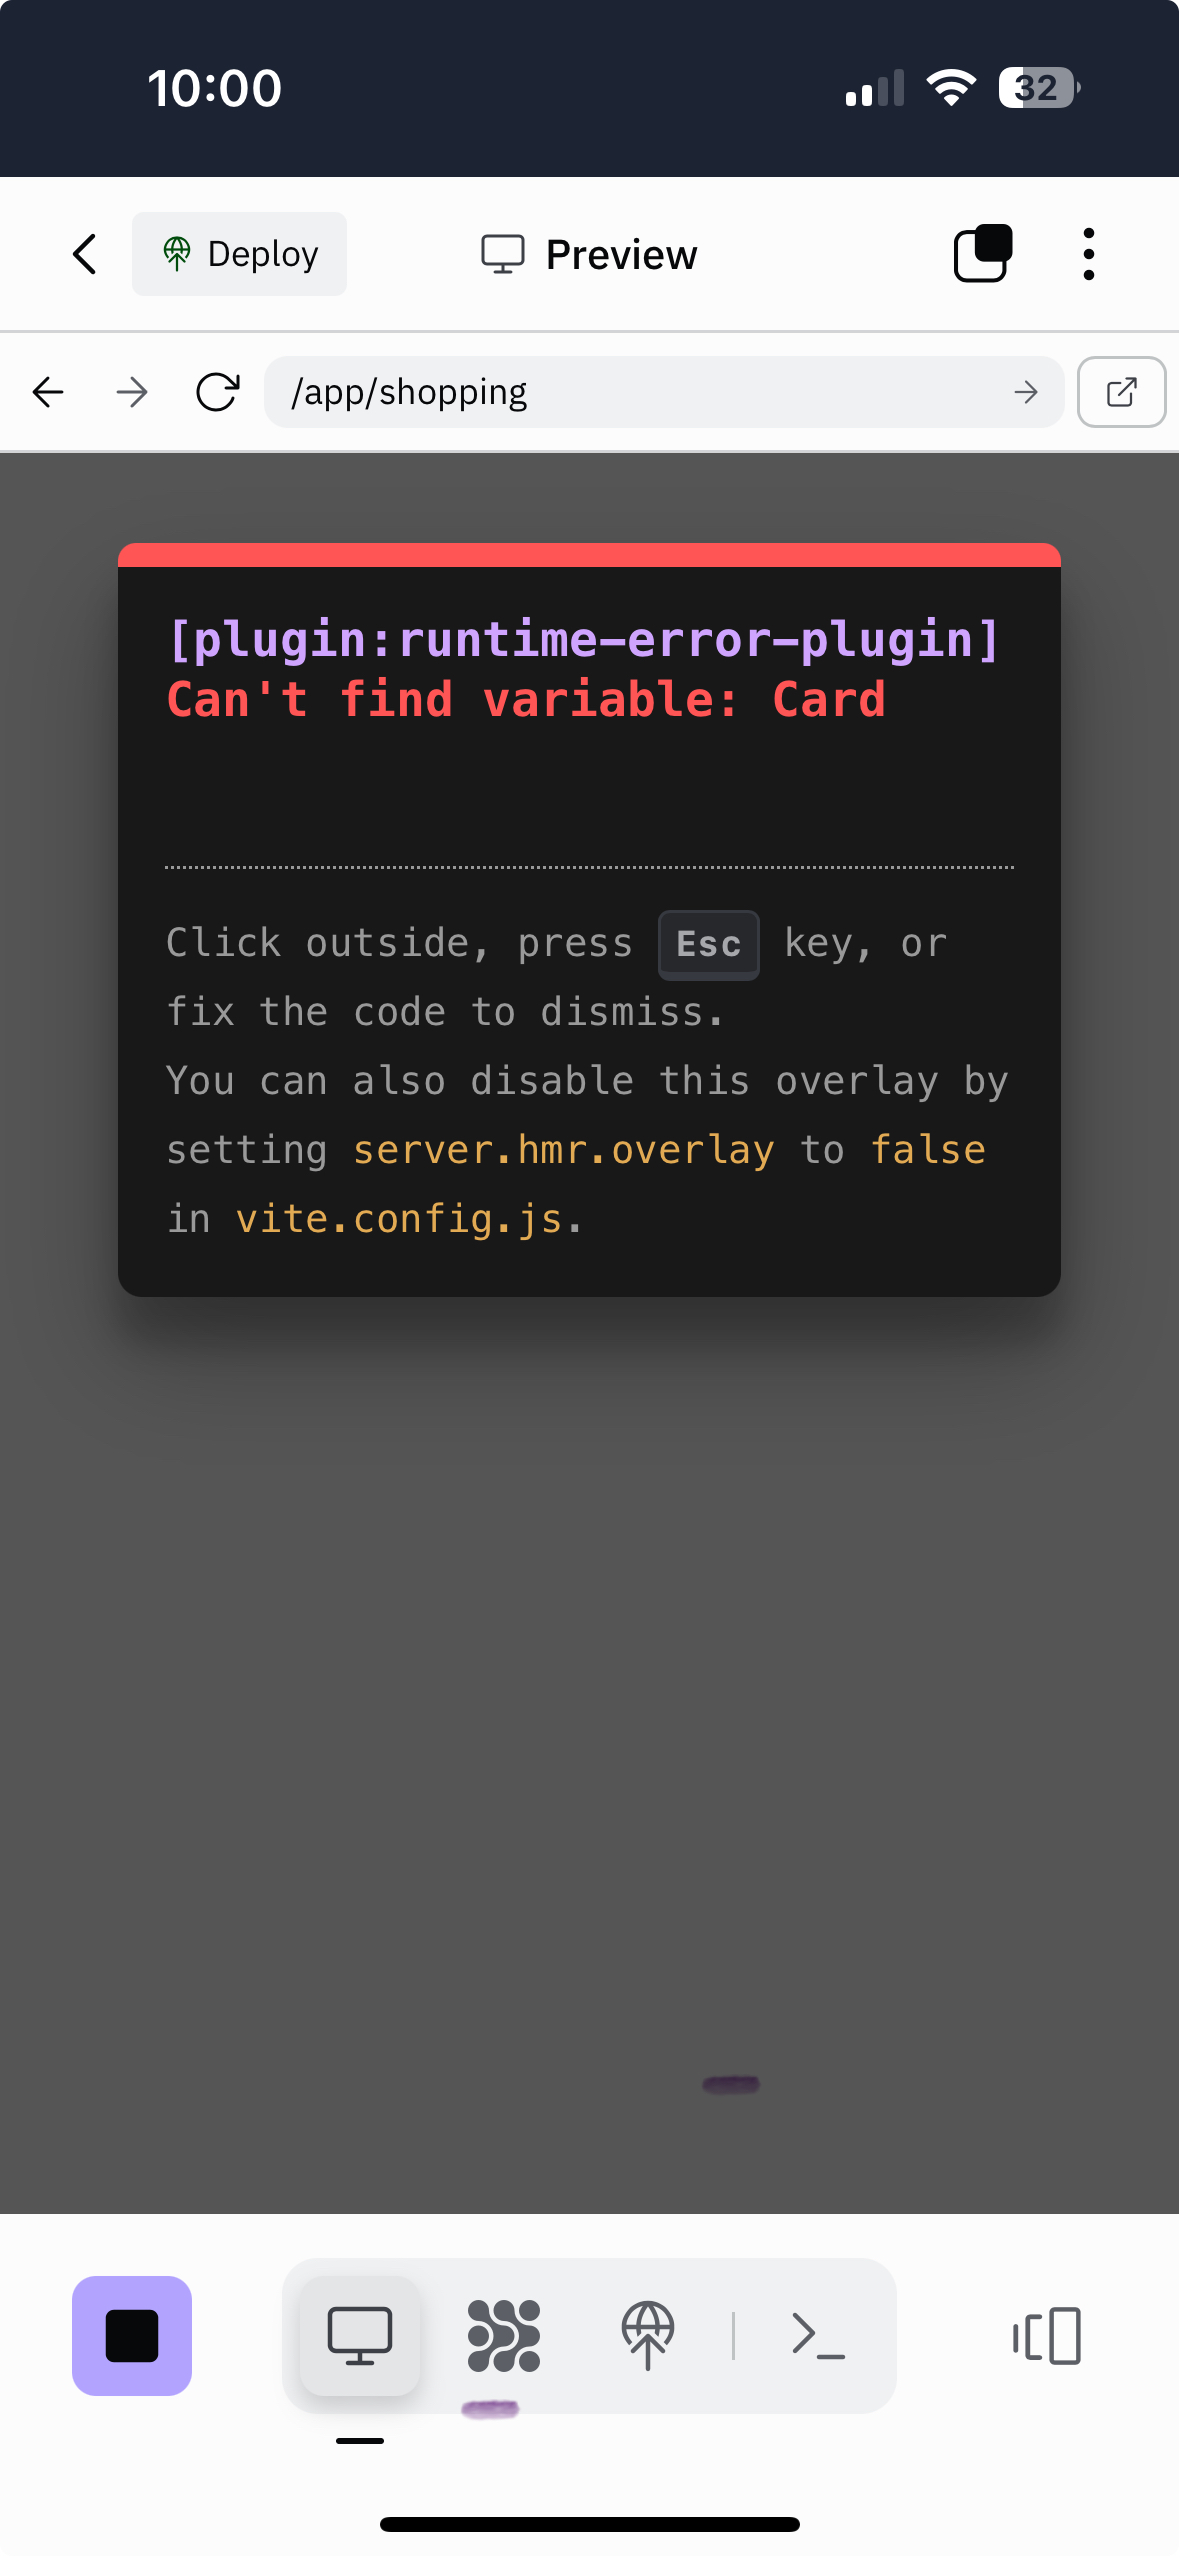 10:00
32
Deploy
Preview
/app/shopping
[plugin:runtime-error-plugin]
Can't find variable: Card
Click outside, press Esc key, or
fix the code to dismiss.
You can also disable this overlay by
setting server.hmr.overlay to false
in vite.config.js.